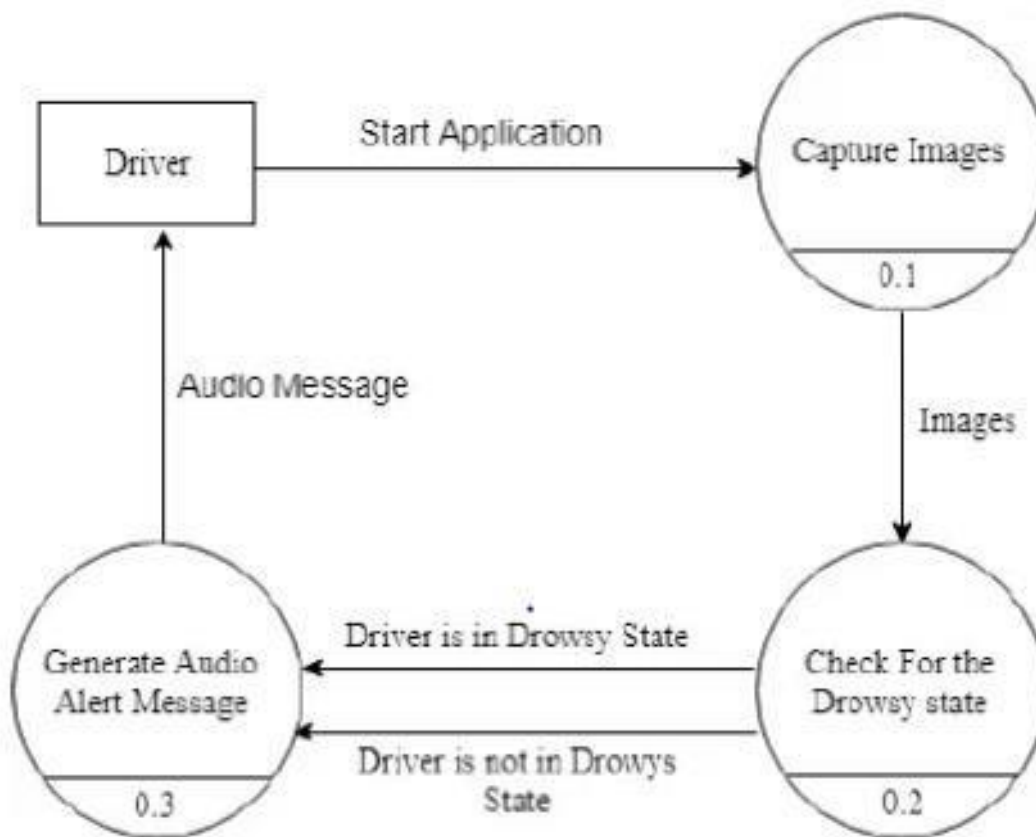 Driver
Start Application
Capture Images
0.1
Audio Message
Images
Driver is in Drowsy State
Generate Audio
Alert Message
Check For the
Drowsy state
Driver is not in Drowys
State
0.3
0.2